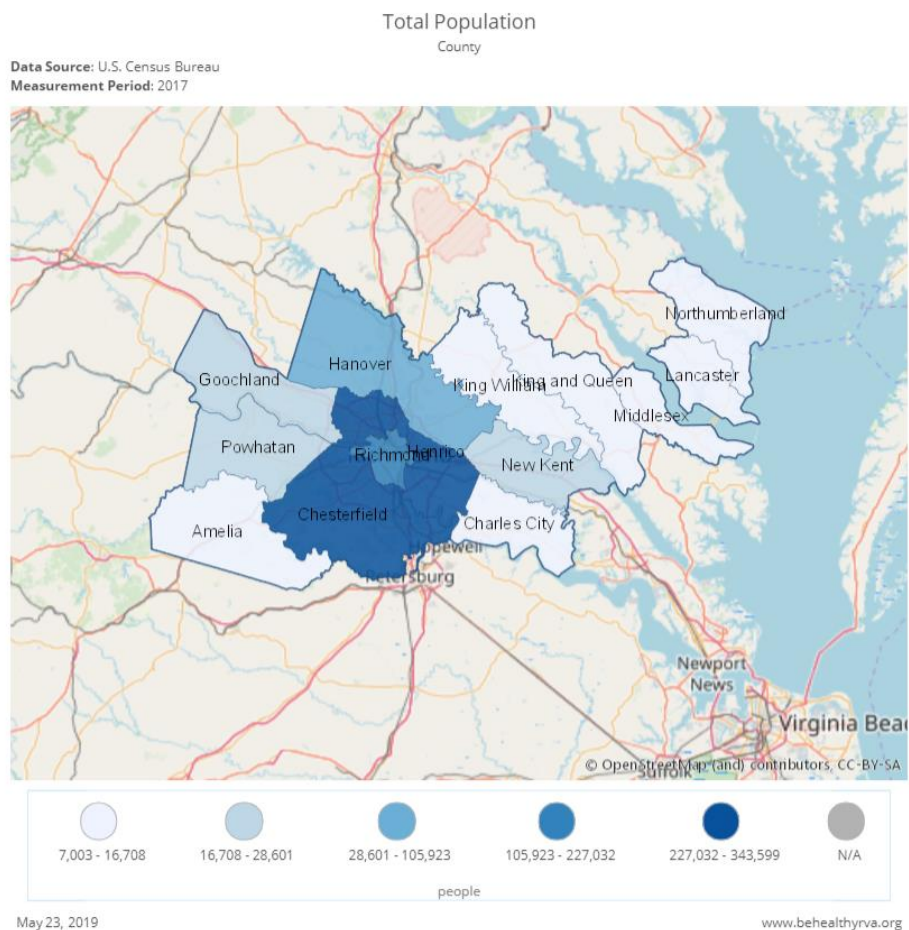 Total Population
County
Data Source: U.S. Census Bureau
Measurement Period: 2017
Northumberland
Hanover
Goochland
King William
King and Queen
Lancaster
Middlesex
Powhatan
Richmond
Henrico
New Kent
Chesterfield
Charles City
Amelia
Hopewell
Petersburg
Newport
News
Virginia Beac
© OpenStreetMap (and) contributors, CC-BY-SA
Suffolk
7,003 - 16,708
16,708 - 28,601
28,601 - 105,923
105,923 - 227,032
227,032 - 343,599
N/A
people
May 23, 2019
www.behealthyrva.org